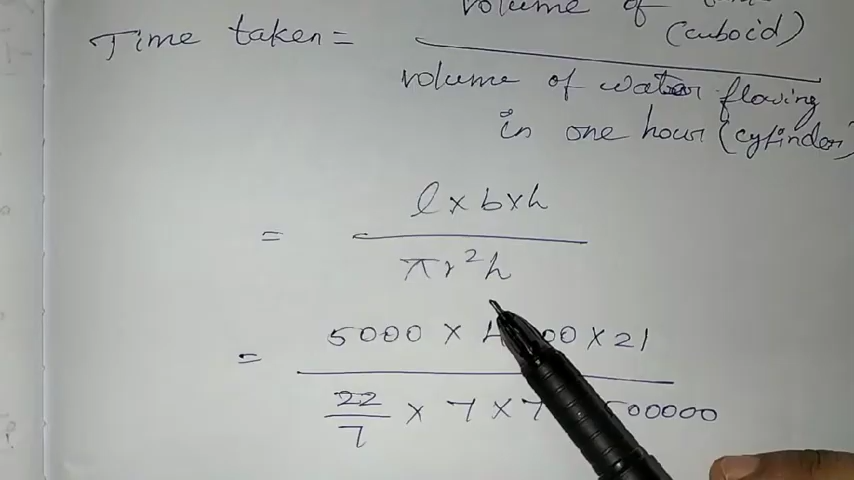 volume of
Time taken = (cuboid)
volume of water flowing
in one hour (cylinder)
= l × b × h
πr²h
= 5000 × 00 × 21
22/7 × 7 × 7 500000